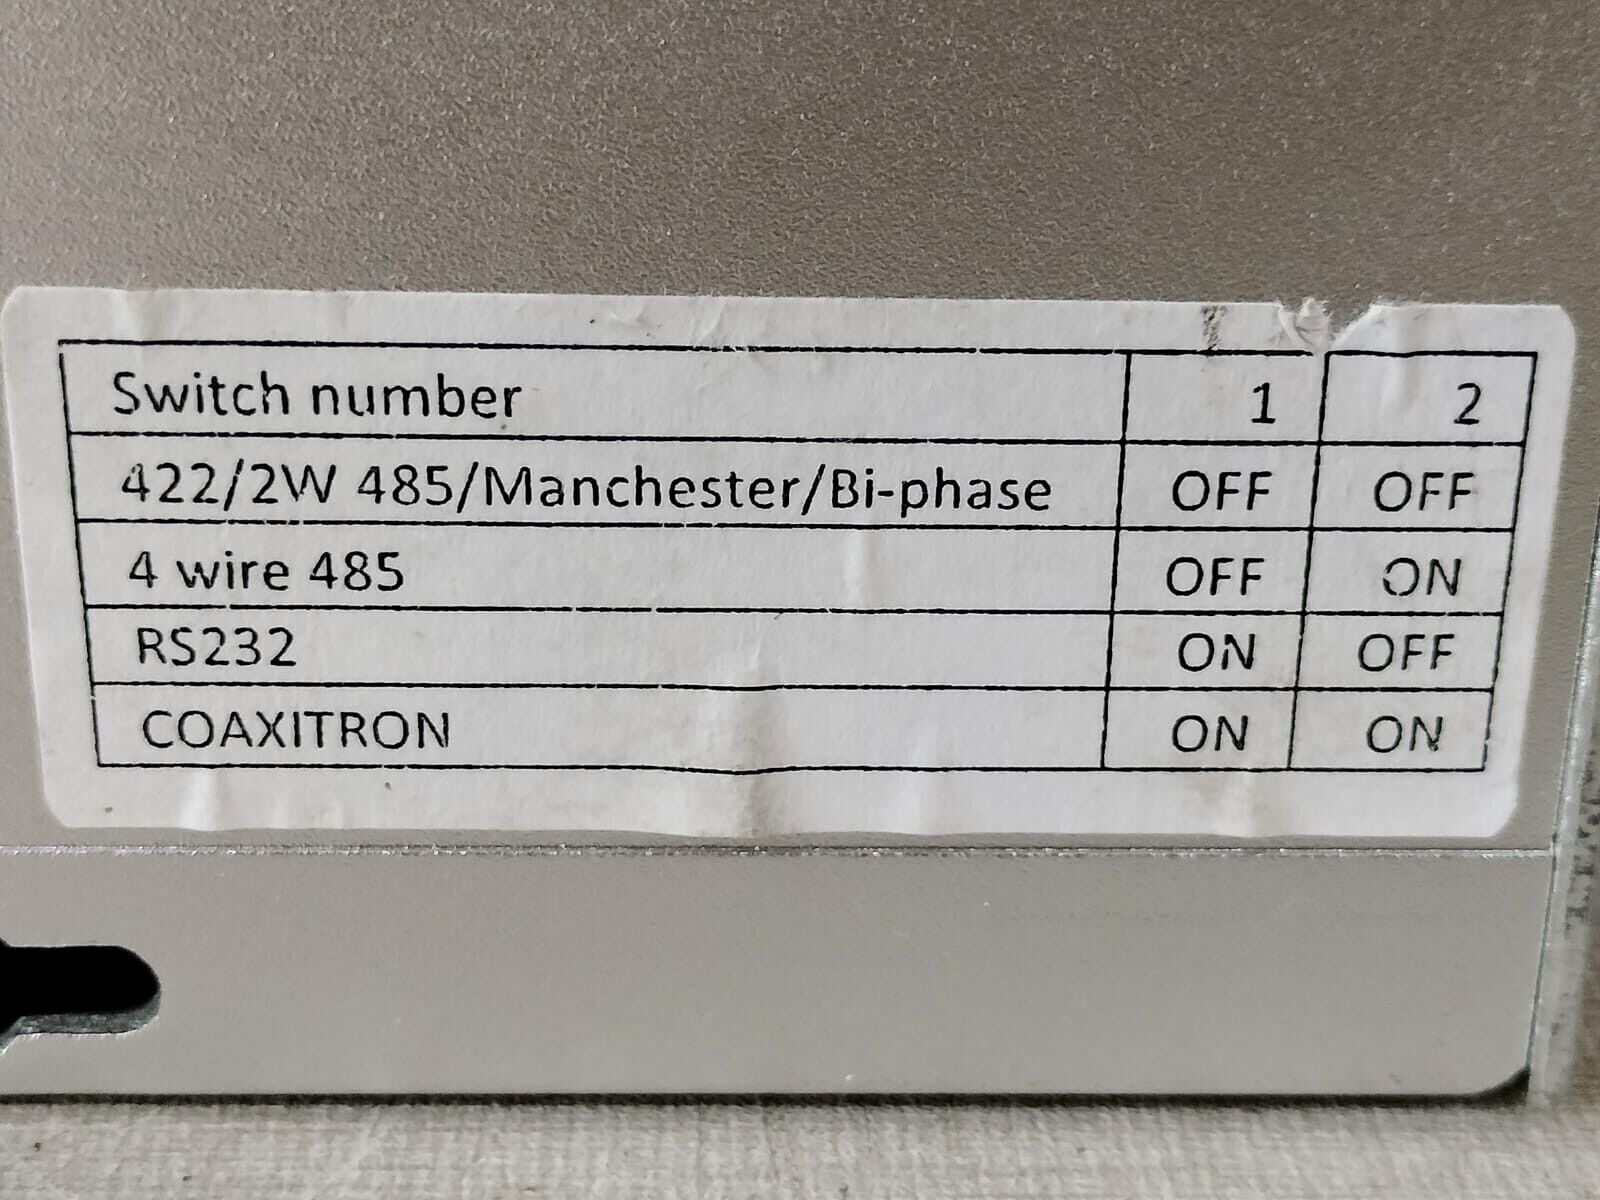 Switch number 1 2
422/2W 485/Manchester/Bi-phase OFF OFF
4 wire 485 OFF ON
RS232 ON OFF
COAXITRON ON ON